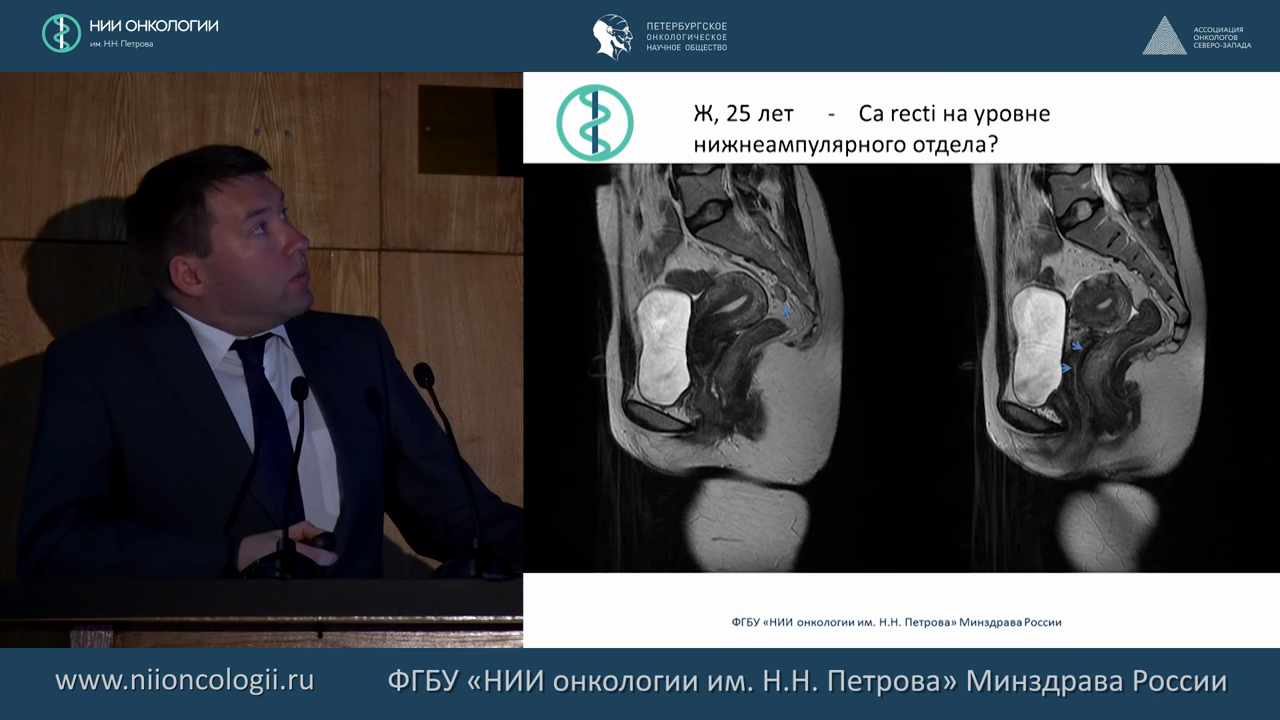 НИИ ОНКОЛОГИИ
им. Н.Н. Петрова
ПЕТЕРБУРГСКОЕ
ОНКОЛОГИЧЕСКОЕ
НАУЧНОЕ ОБЩЕСТВО
АССОЦИАЦИЯ
ОНКОЛОГОВ
СЕВЕРО-ЗАПАДА
Ж, 25 лет - Ca recti на уровне
нижнеампулярного отдела?
ФГБУ «НИИ онкологии им. Н.Н. Петрова» Минздрава России
www.niioncologii.ru ФГБУ «НИИ онкологии им. Н.Н. Петрова» Минздрава России